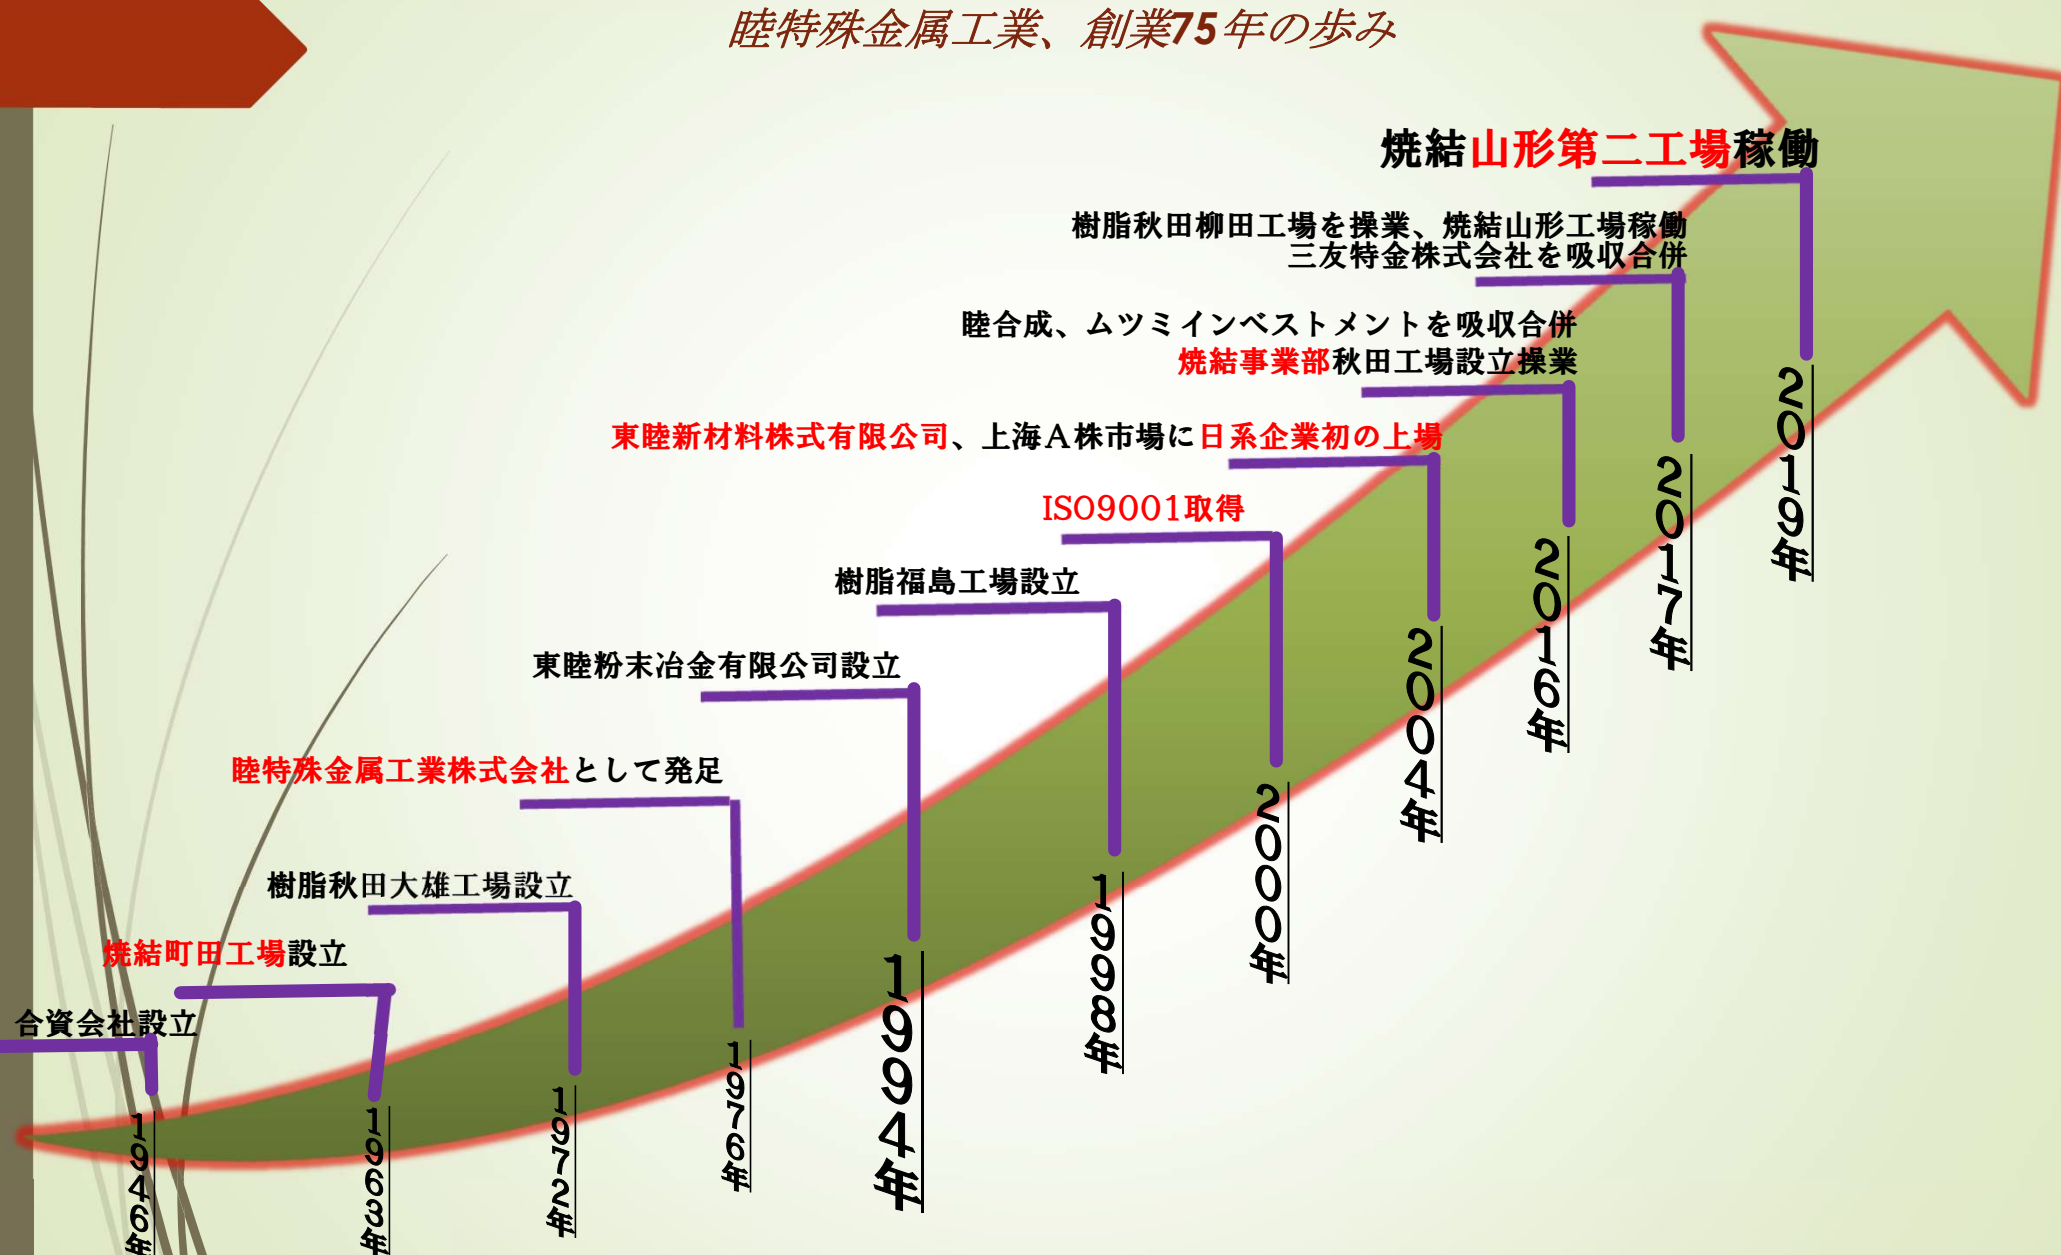 睦特殊金属工業、創業75年の歩み
焼結山形第二工場稼働
樹脂秋田柳田工場を操業、焼結山形工場稼働
三友特金株式会社を吸収合併
睦合成、ムツミインベストメントを吸収合併
焼結事業部秋田工場設立操業
東睦新材料株式有限公司、上海A株市場に日系企業初の上場
ISO9001取得
樹脂福島工場設立
東睦粉末冶金有限公司設立
睦特殊金属工業株式会社として発足
樹脂秋田大雄工場設立
焼結町田工場設立
合資会社設立
1946年
1963年
1972年
1976年
1994年
1998年
2000年
2004年
2016年
2017年
2019年